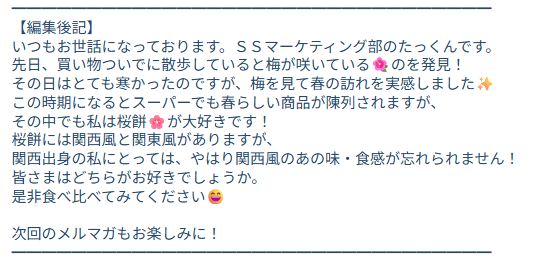 【編集後記】
いつもお世話になっております。ＳＳマーケティング部のたっくんです。
先日、買い物ついでに散歩していると梅が咲いている🌺のを発見！
その日はとても寒かったのですが、梅を見て春の訪れを実感しました✨
この時期になるとスーパーでも春らしい商品が陳列されますが、
その中でも私は桜餅🌸が大好きです！
桜餅には関西風と関東風がありますが、
関西出身の私にとっては、やはり関西風のあの味・食感が忘れられません！
皆さまはどちらがお好きでしょうか。
是非食べ比べてみてください😄
次回のメルマガもお楽しみに！